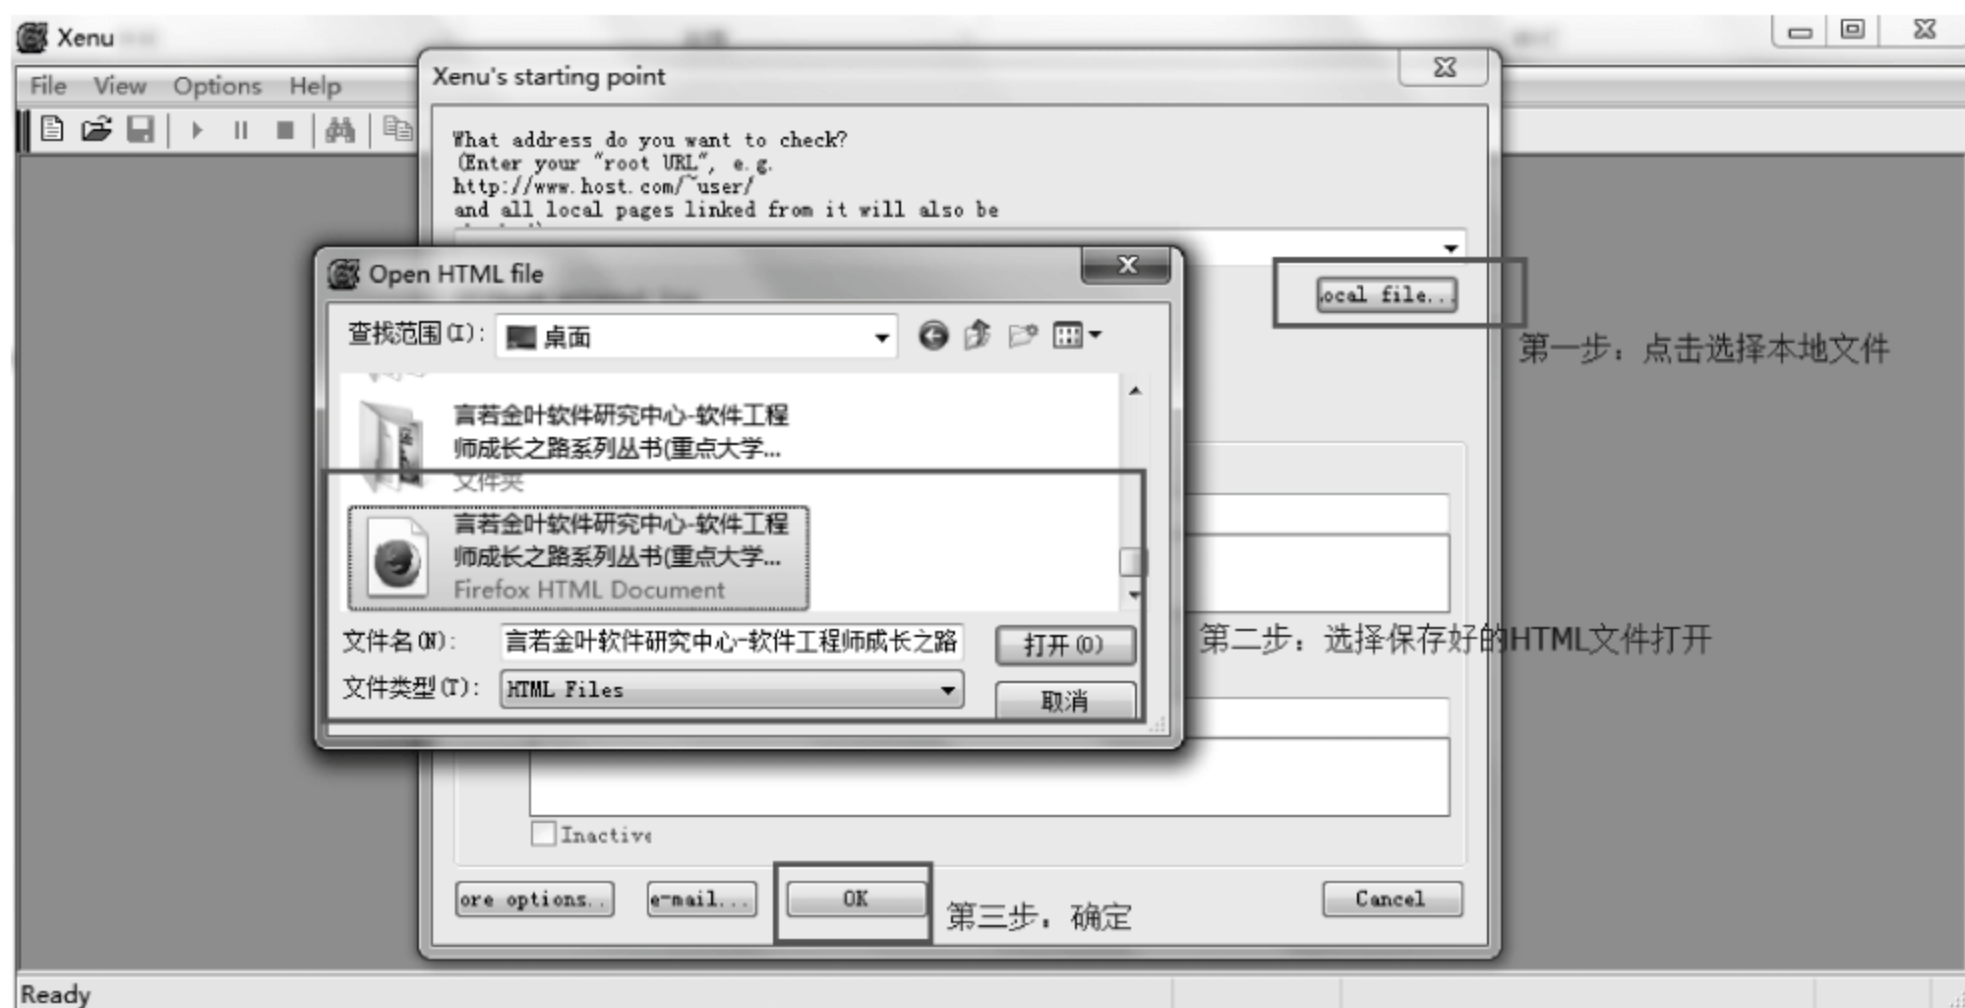 Xenu
File View Options Help
Xenu's starting point
What address do you want to check?
(Enter your "root URL", e.g.
http://www.host.com/~user/
and all local pages linked from it will also be
Open HTML file
ocal file...
查找范围(I): 桌面
第一步：点击选择本地文件
言若金叶软件研究中心-软件工程
师成长之路系列丛书(重点大学...
文件夹
言若金叶软件研究中心-软件工程
师成长之路系列丛书(重点大学...
Firefox HTML Document
文件名(N): 言若金叶软件研究中心-软件工程师成长之路 打开(O)
第二步：选择保存好的HTML文件打开
文件类型(T): HTML Files
取消
Inactive
ore options.. e-mail... OK Cancel
第三步：确定
Ready